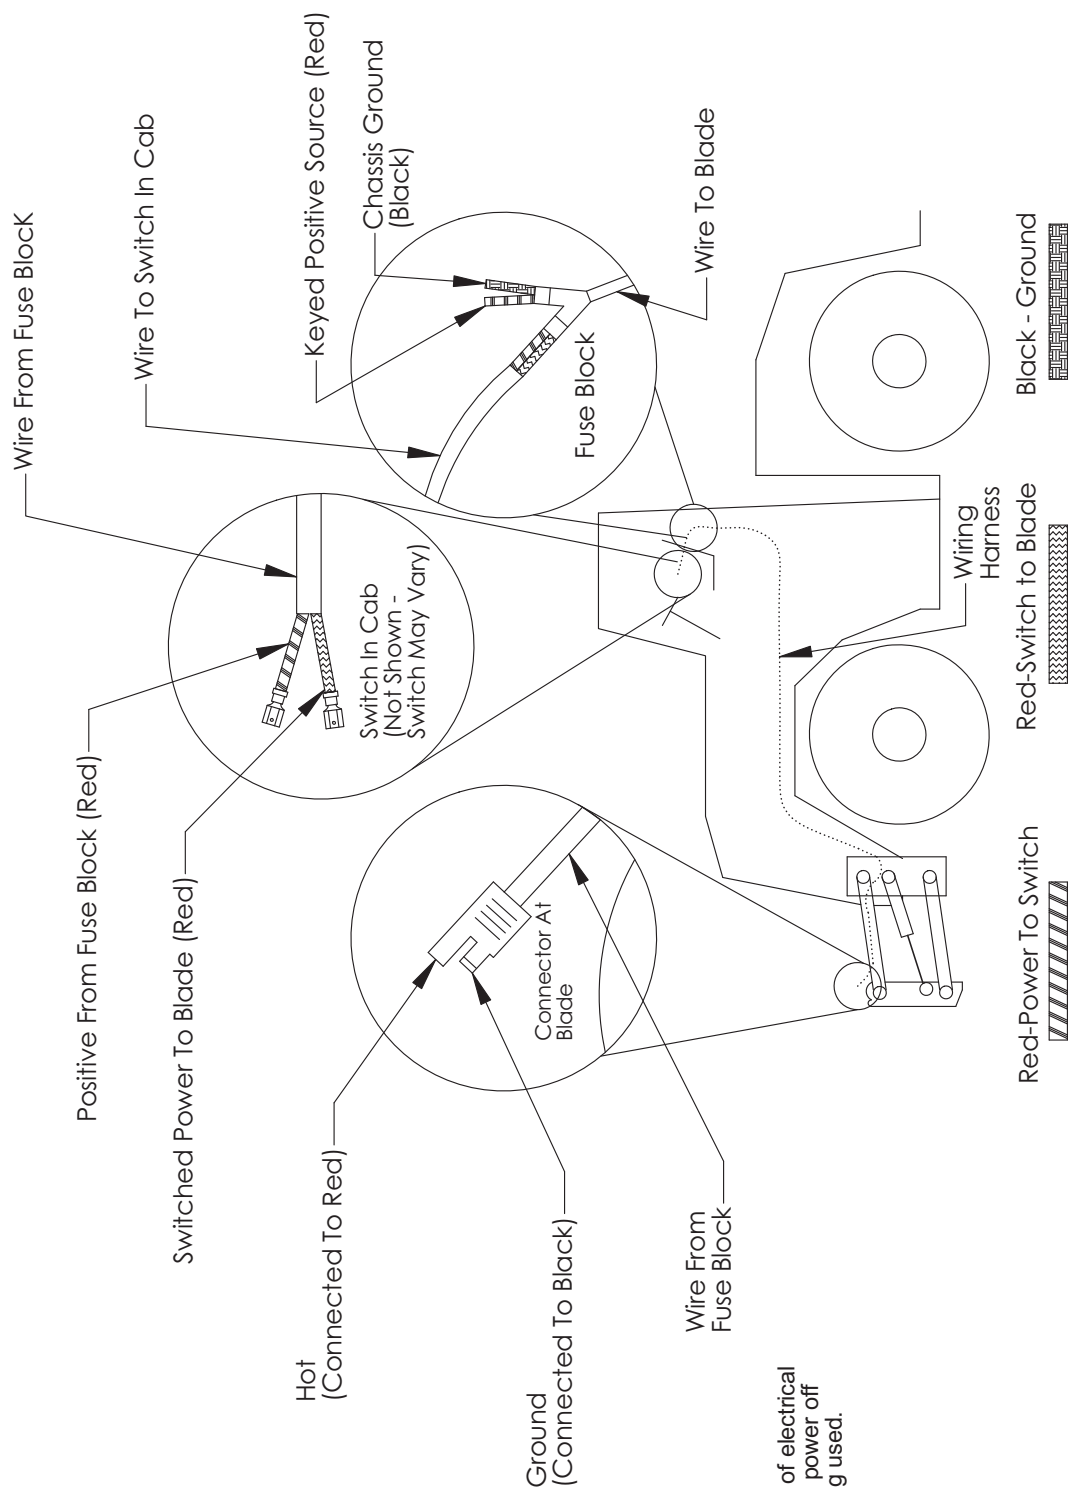 Wire From Fuse BlocK
Wire To Switch In Cab
Keyed Positive Source (Red)
Chassis Ground
(Black)
Wire To Blade
Fuse Block
Positive From Fuse Block (Red)
Switched Power To Blade (Red)
Switch In Cab
(Not Shown -
Switch May Vary)
Hot
(Connected To Red)
Ground
(Connected To Black)
Connector At
Blade
Wire From
Fuse Block
Wiring
Harness
of electrical
power off
g used.
Red-Power To Switch
Red-Switch to Blade
Black - Ground